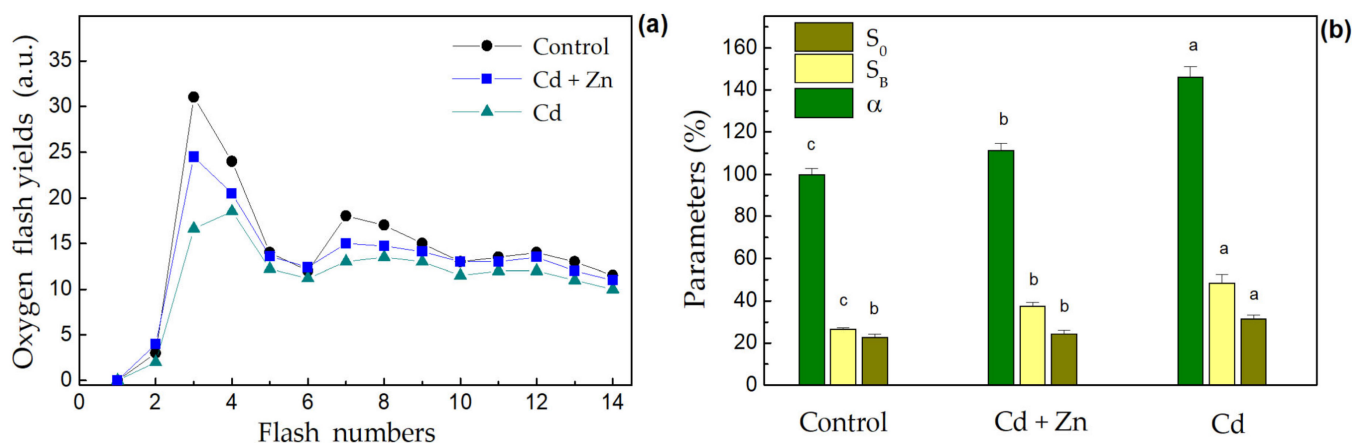 (a)
Oxygen flash yields (a.u.)
35
30
25
20
15
10
5
0
Control
Cd + Zn
Cd
0 2 4 6 8 10 12 14
Flash numbers
(b)
Parameters (%)
160
140
120
100
80
60
40
20
0
S0
SB
α
c c b
b b b
a a a
Control Cd + Zn Cd